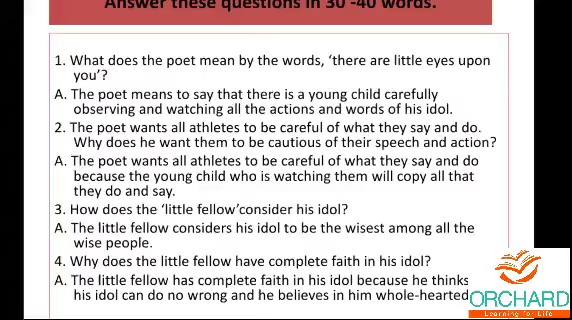 Answer these questions in 30 -40 words.
1. What does the poet mean by the words, ‘there are little eyes upon
you’?
A. The poet means to say that there is a young child carefully
observing and watching all the actions and words of his idol.
2. The poet wants all athletes to be careful of what they say and do.
Why does he want them to be cautious of their speech and action?
A. The poet wants all athletes to be careful of what they say and do
because the young child who is watching them will copy all that
they do and say.
3. How does the ‘little fellow’consider his idol?
A. The little fellow considers his idol to be the wisest among all the
wise people.
4. Why does the little fellow have complete faith in his idol?
A. The little fellow has complete faith in his idol because he thinks
his idol can do no wrong and he believes in him whole-hearted
ORCHARD
Learning for Life